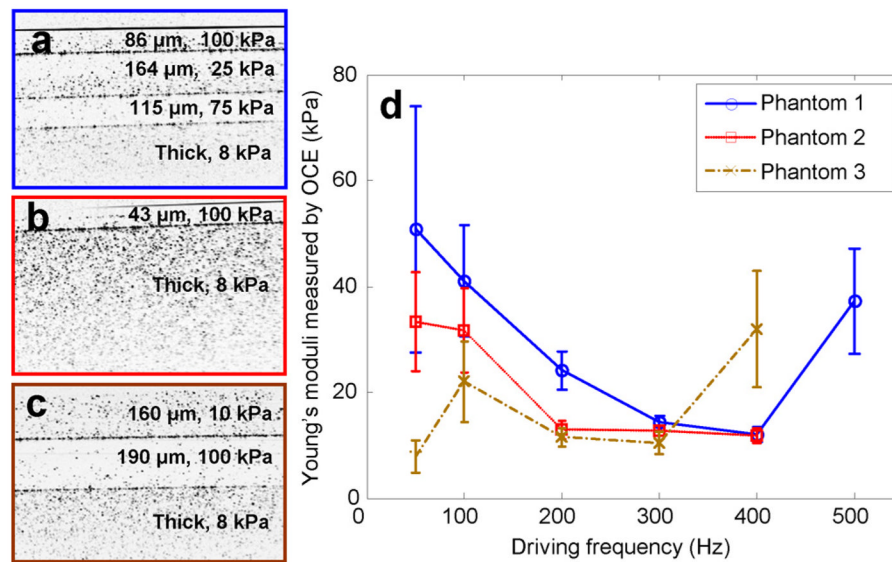 a
86 µm, 100 kPa
164 µm, 25 kPa
115 µm, 75 kPa
Thick, 8 kPa
b
43 µm, 100 kPa
Thick, 8 kPa
c
160 µm, 10 kPa
190 µm, 100 kPa
Thick, 8 kPa
d
Young's moduli measured by OCE (kPa)
80
60
40
20
0
0 100 200 300 400 500
Driving frequency (Hz)
Phantom 1
Phantom 2
Phantom 3